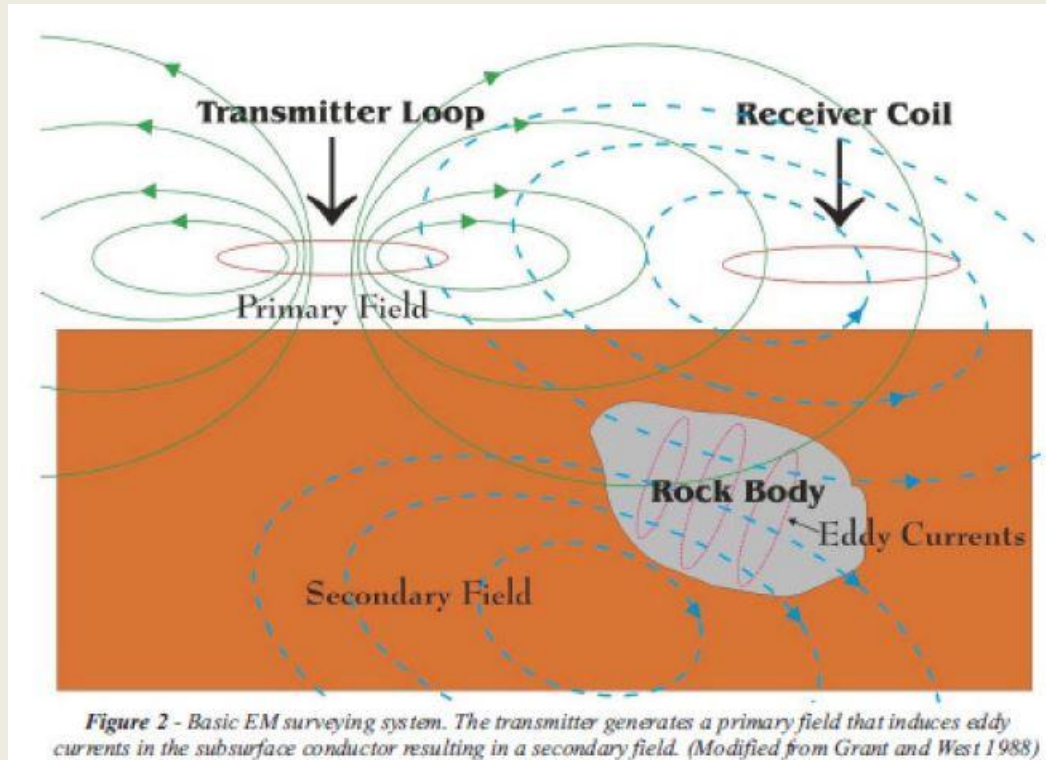 Transmitter Loop
Receiver Coil
Primary Field
Rock Body
Eddy Currents
Secondary Field
Figure 2 - Basic EM surveying system. The transmitter generates a primary field that induces eddy
currents in the subsurface conductor resulting in a secondary field. (Modified from Grant and West 1988)